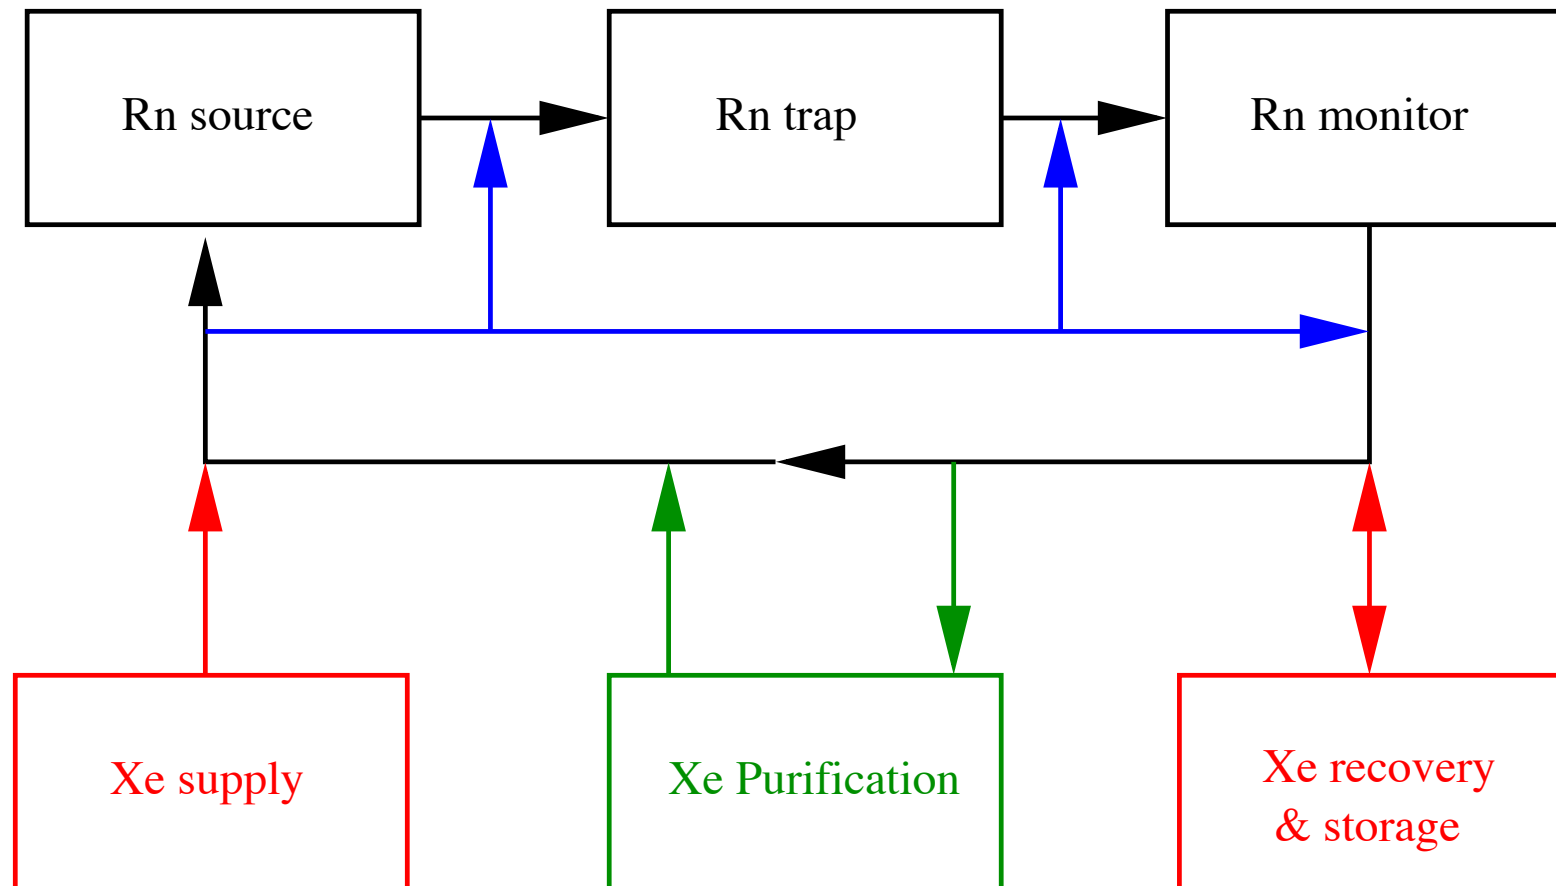 Rn source
Rn trap
Rn monitor
Xe supply
Xe Purification
Xe recovery
& storage